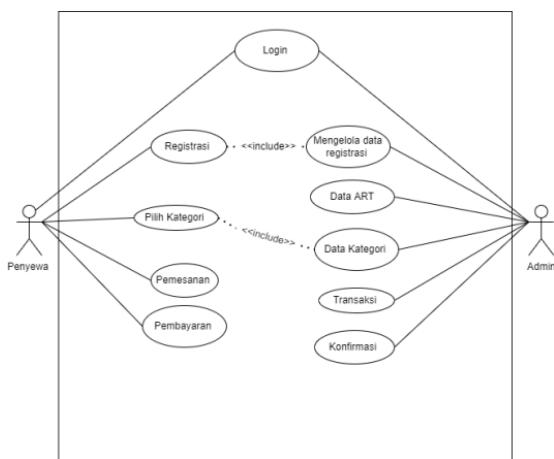 Login
Registrasi
<<include>>
Mengelola data
registrasi
Data ART
Pilih Kategori
<<include>>
Data Kategori
Penyewa
Admin
Pemesanan
Transaksi
Pembayaran
Konfirmasi